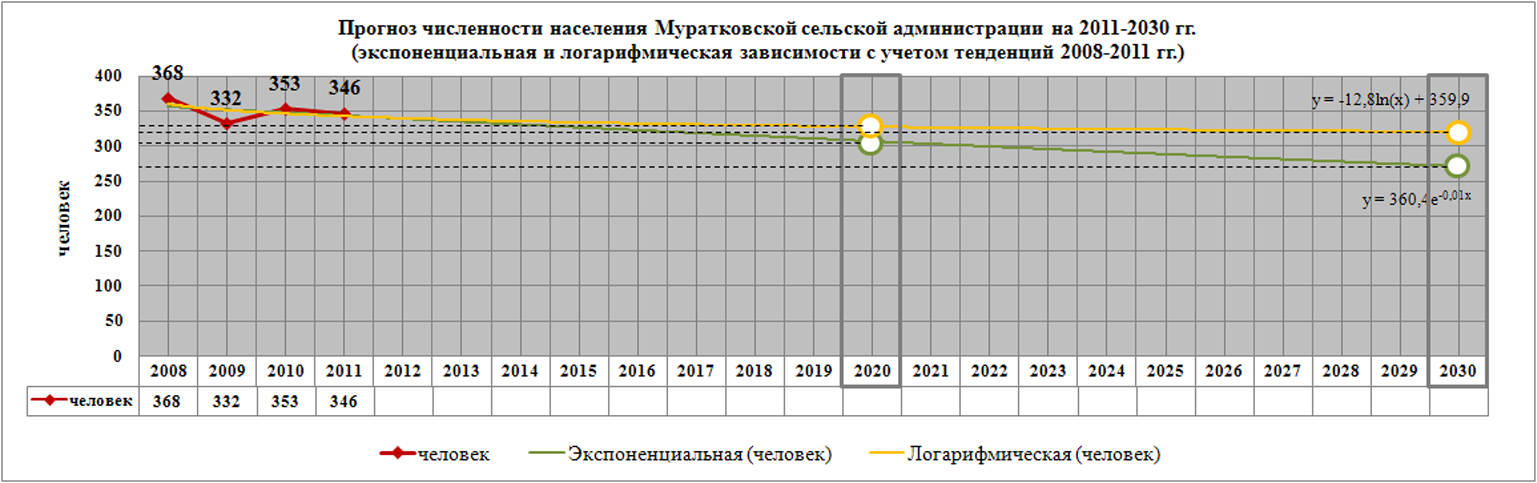 Прогноз численности населения Муратковской сельской администрации на 2011-2030 гг.
(экспоненциальная и логарифмическая зависимости с учетом тенденций 2008-2011 гг.)
человек
400
350
300
250
200
150
100
50
0
368
332
353
346
y = -12,8ln(x) + 359,9
y = 360,4e-0,01x
2008 2009 2010 2011 2012 2013 2014 2015 2016 2017 2018 2019 2020 2021 2022 2023 2024 2025 2026 2027 2028 2029 2030
человек 368 332 353 346
человек Экспоненциальная (человек) Логарифмическая (человек)